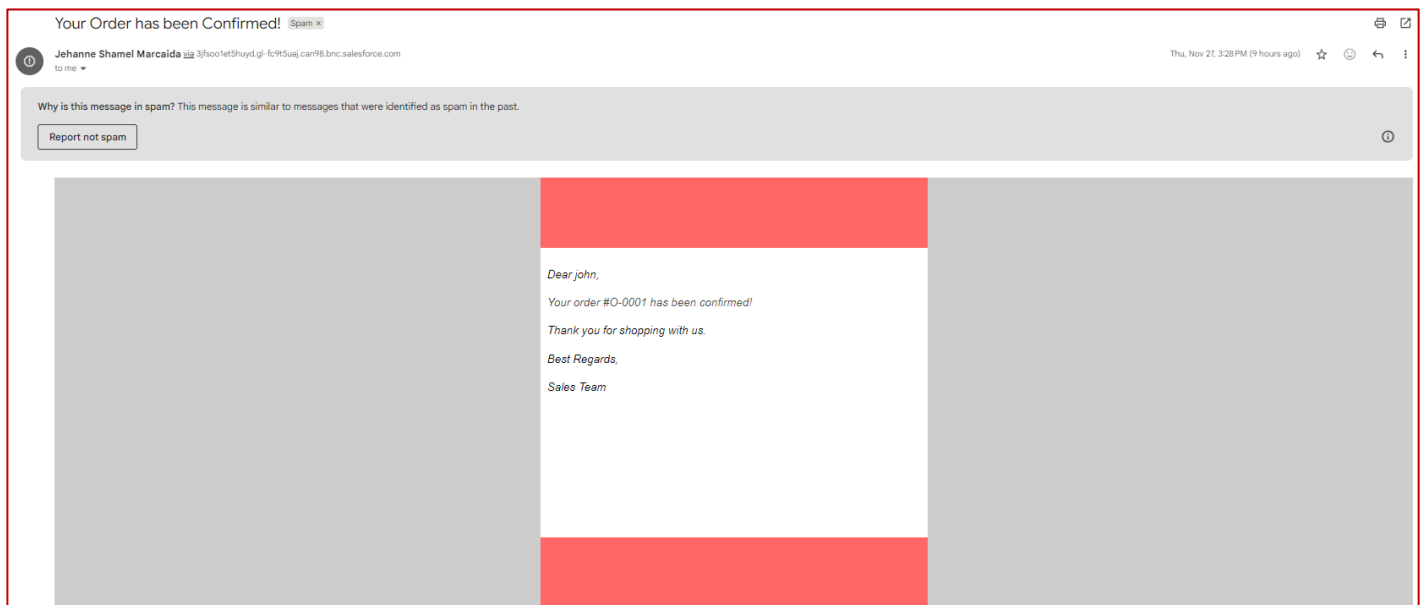 Your Order has been Confirmed! Spam ×
Jehanne Shamel Marcaida via 3jfsoo1et5huyd.gl-fc9t5uaj.can98.bnc.salesforce.com
Thu, Nov 27, 3:28 PM (9 hours ago)
to me
Why is this message in spam? This message is similar to messages that were identified as spam in the past.
Report not spam
Dear john,
Your order #O-0001 has been confirmed!
Thank you for shopping with us.
Best Regards,
Sales Team